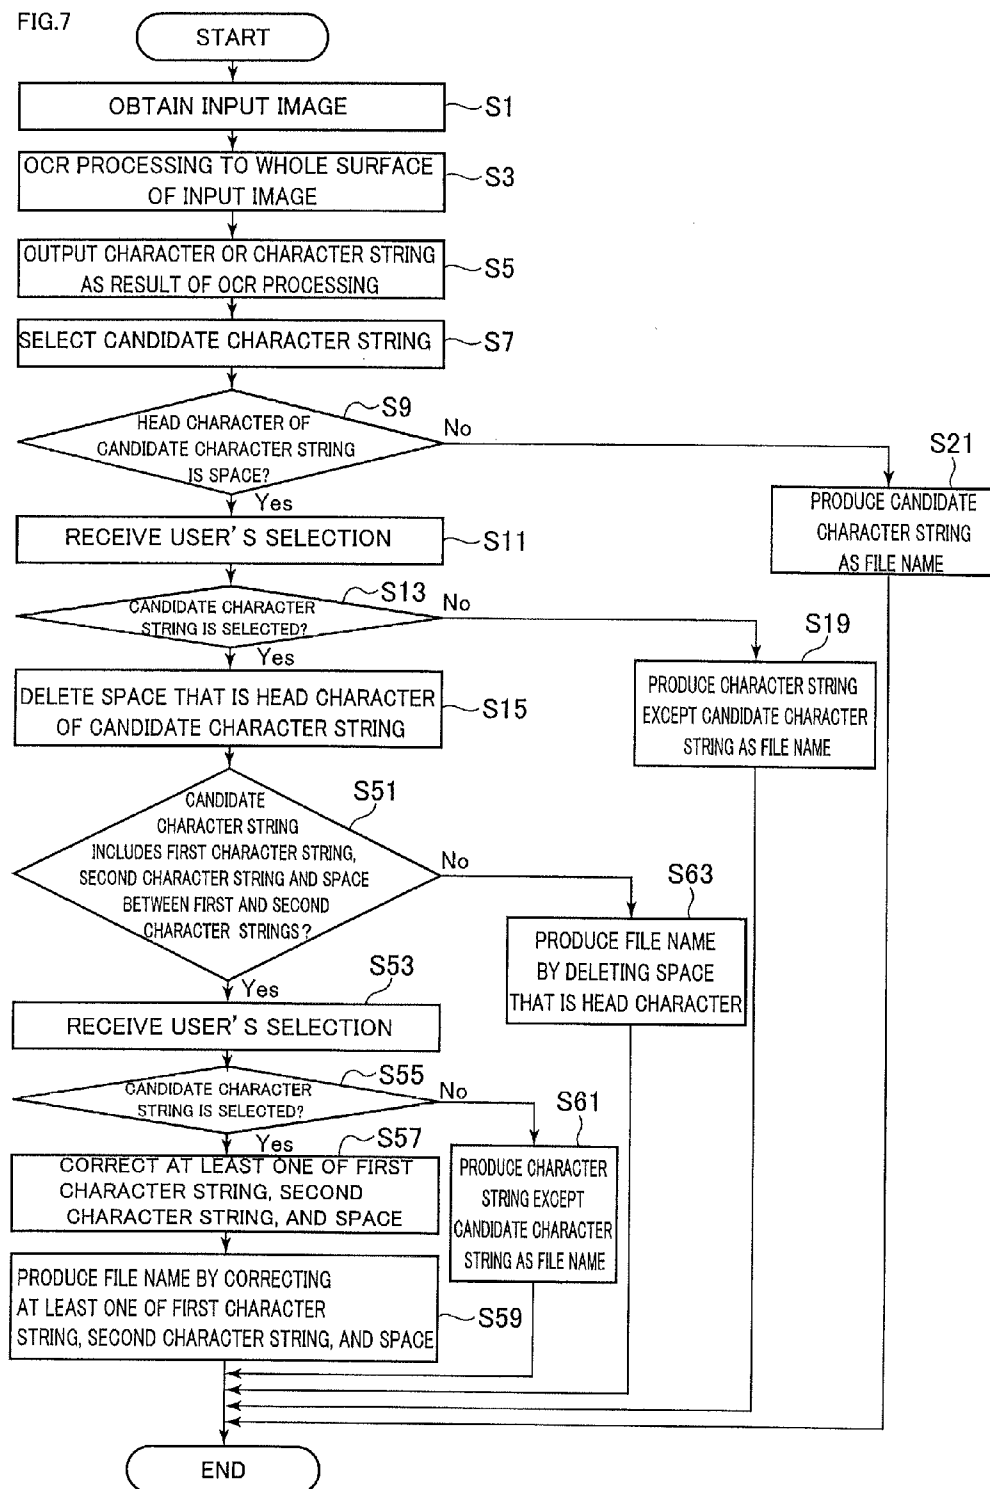 FIG.7
START
OBTAIN INPUT IMAGE
S1
OCR PROCESSING TO WHOLE SURFACE
OF INPUT IMAGE
S3
OUTPUT CHARACTER OR CHARACTER STRING
AS RESULT OF OCR PROCESSING
S5
SELECT CANDIDATE CHARACTER STRING
S7
S9
HEAD CHARACTER OF
CANDIDATE CHARACTER STRING
IS SPACE?
No
Yes
S21
PRODUCE CANDIDATE
CHARACTER STRING
AS FILE NAME
RECEIVE USER'S SELECTION
S11
S13
CANDIDATE CHARACTER
STRING IS SELECTED?
No
Yes
S19
PRODUCE CHARACTER STRING
EXCEPT CANDIDATE CHARACTER
STRING AS FILE NAME
DELETE SPACE THAT IS HEAD CHARACTER
OF CANDIDATE CHARACTER STRING
S15
S51
CANDIDATE
CHARACTER STRING
INCLUDES FIRST CHARACTER STRING,
SECOND CHARACTER STRING AND SPACE
BETWEEN FIRST AND SECOND
CHARACTER STRINGS?
No
Yes
S63
PRODUCE FILE NAME
BY DELETING SPACE
THAT IS HEAD CHARACTER
S53
RECEIVE USER'S SELECTION
S55
CANDIDATE CHARACTER
STRING IS SELECTED?
No
Yes
S61
PRODUCE CHARACTER
STRING EXCEPT
CANDIDATE CHARACTER
STRING AS FILE NAME
S57
CORRECT AT LEAST ONE OF FIRST
CHARACTER STRING, SECOND
CHARACTER STRING, AND SPACE
PRODUCE FILE NAME BY CORRECTING
AT LEAST ONE OF FIRST CHARACTER
STRING, SECOND CHARACTER STRING, AND SPACE
S59
END